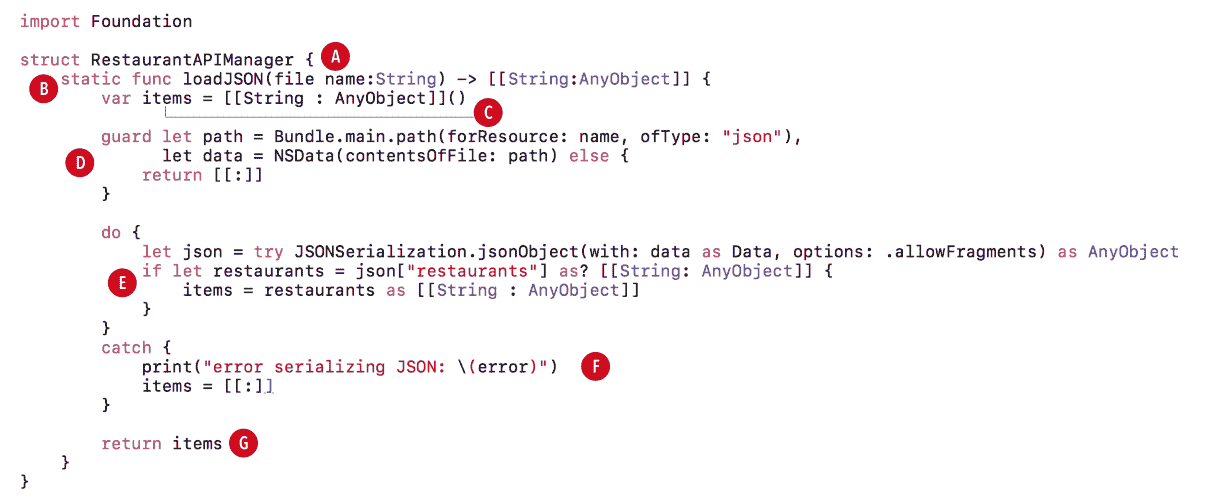 import Foundation
struct RestaurantAPIManager { A
B static func loadJSON(file name:String) -> [[String:AnyObject]] {
var items = [[String : AnyObject]]() C
guard let path = Bundle.main.path(forResource: name, ofType: "json"),
D let data = NSData(contentsOfFile: path) else {
return [[:]]
}
do {
let json = try JSONSerialization.jsonObject(with: data as Data, options: .allowFragments) as AnyObject
E if let restaurants = json["restaurants"] as? [[String: AnyObject]] {
items = restaurants as [[String : AnyObject]]
}
}
catch {
print("error serializing JSON: \(error)") F
items = [[:]]
}
return items G
}
}